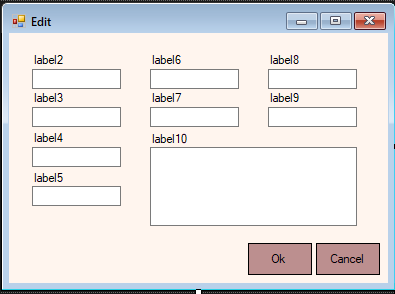 Edit
label2 label6 label8
label3 label7 label9
label4 label10
label5
Ok Cancel